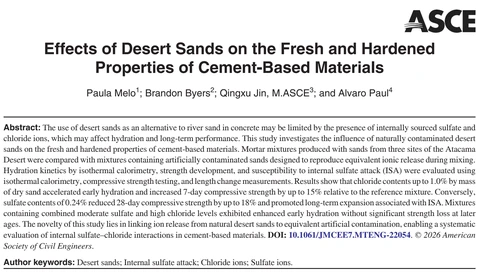 ASCE
Effects of Desert Sands on the Fresh and Hardened
Properties of Cement-Based Materials
Paula Melo1; Brandon Byers2; Qingxu Jin, M.ASCE3; and Alvaro Paul4
Abstract: The use of desert sands as an alternative to river sand in concrete may be limited by the presence of internally sourced sulfate and
chloride ions, which may affect hydration and long-term performance. This study investigates the influence of naturally contaminated desert
sands on the fresh and hardened properties of cement-based materials. Mortar mixtures produced with sands from three sites of the Atacama
Desert were compared with mixtures containing artificially contaminated sands designed to reproduce equivalent ionic release during mixing.
Hydration kinetics by isothermal calorimetry, strength development, and susceptibility to internal sulfate attack (ISA) were evaluated using
isothermal calorimetry, compressive strength testing, and length change measurements. Results show that chloride contents up to 1.0% by mass
of dry sand accelerated early hydration and increased 7-day compressive strength by up to 15% relative to the reference mixture. Conversely,
sulfate contents of 0.24% reduced 28-day compressive strength by up to 18% and promoted long-term expansion associated with ISA. Mixtures
containing combined moderate sulfate and high chloride levels exhibited enhanced early hydration without significant strength loss at later
ages. The novelty of this study lies in linking ion release from natural desert sands to equivalent artificial contamination, enabling a systematic
evaluation of internal sulfate–chloride interactions in cement-based materials. DOI: 10.1061/JMCEE7.MTENG-22054. © 2026 American
Society of Civil Engineers.
Author keywords: Desert sands; Internal sulfate attack; Chloride ions; Sulfate ions.